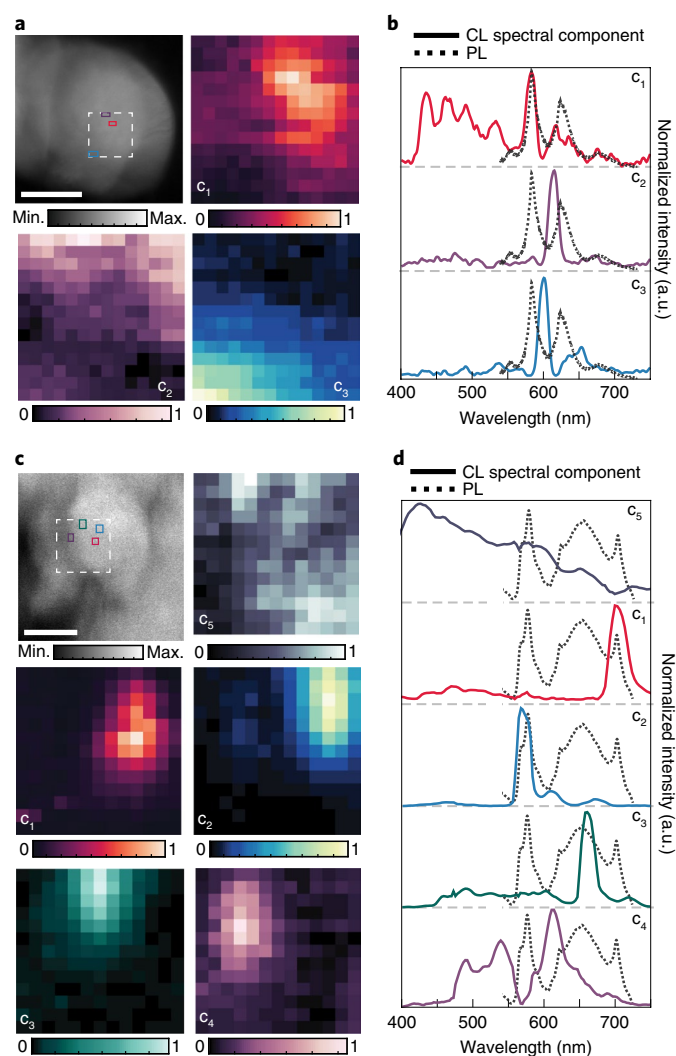 a
c₁
Min. Max. 0 1
c₂ c₃
0 1 0 1
b
CL spectral component
PL
c₁
c₂
c₃
Normalized intensity (a.u.)
400 500 600 700
Wavelength (nm)
c
c₅
Min. Max. 0 1
c₁ c₂
0 1 0 1
c₃ c₄
0 1 0 1
d
CL spectral component
PL
c₅
c₁
c₂
c₃
c₄
Normalized intensity (a.u.)
400 500 600 700
Wavelength (nm)